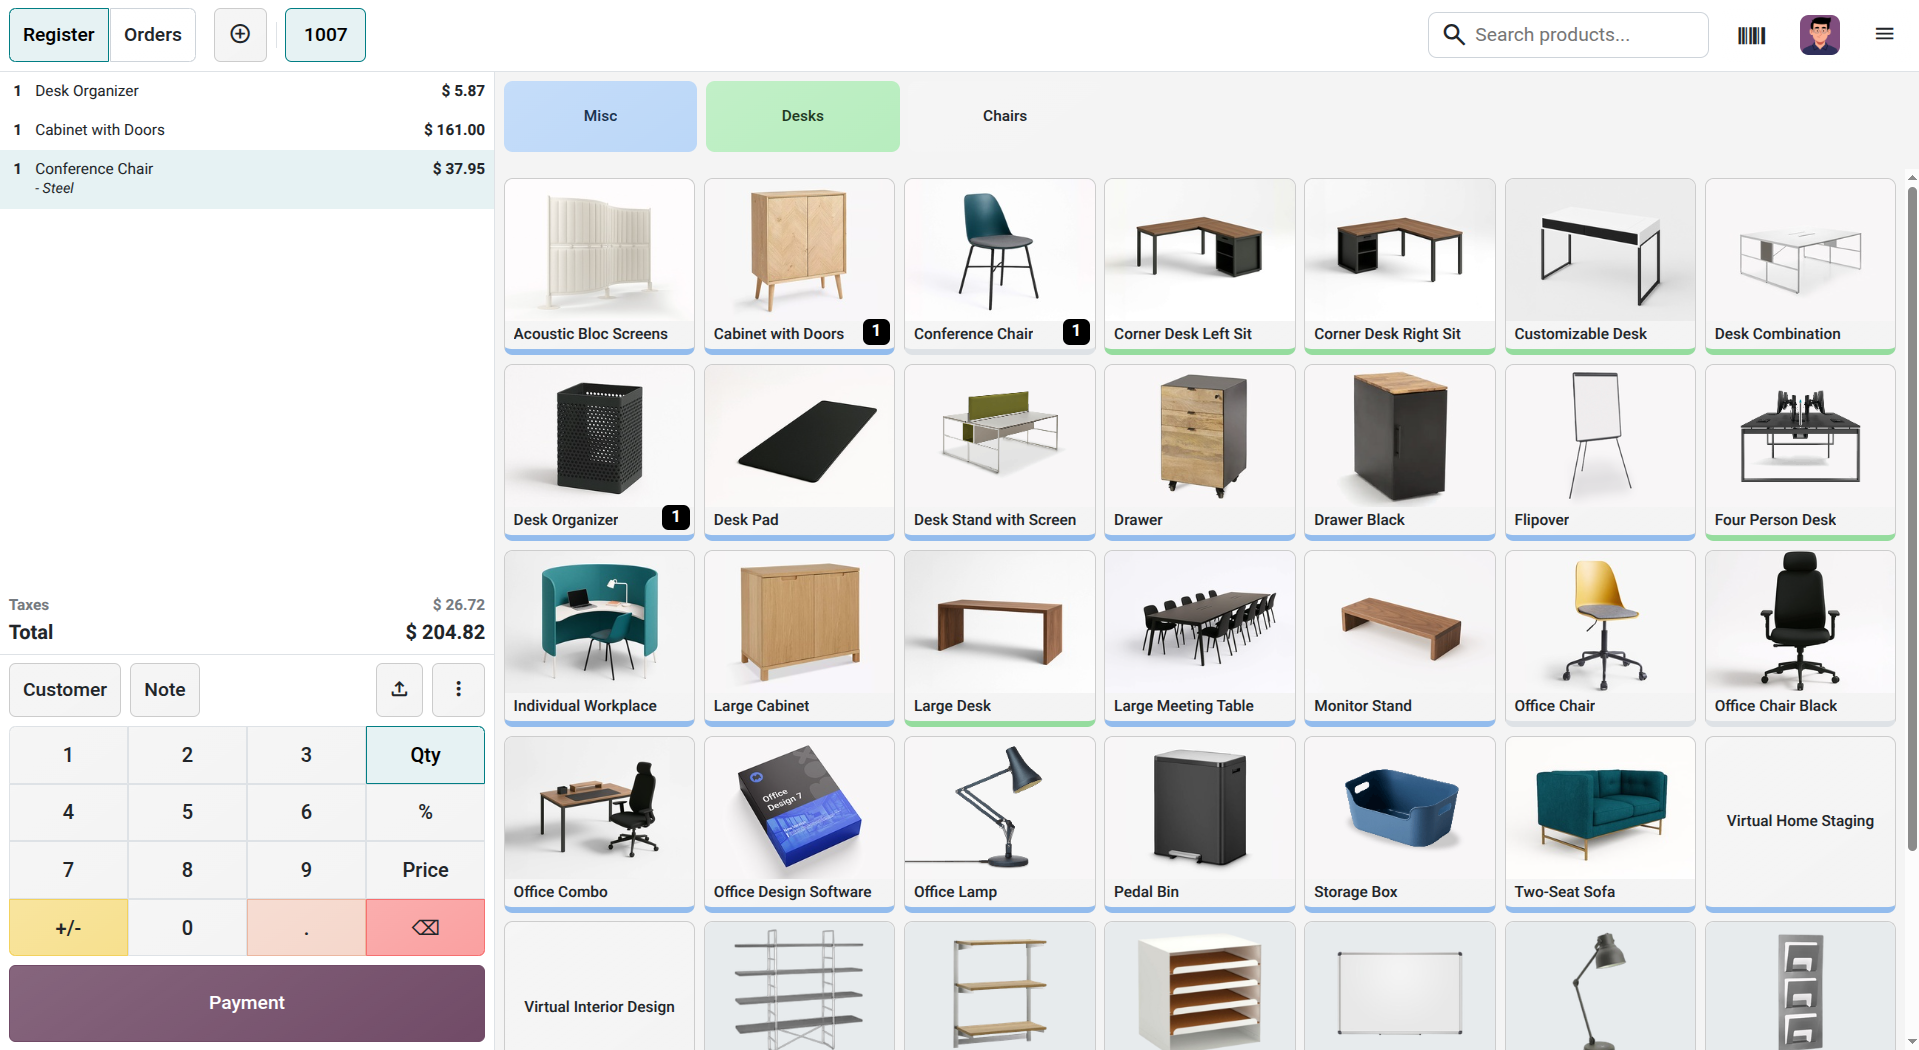 Register
Orders
1007
Search products...
1 Desk Organizer $ 5.87
1 Cabinet with Doors $ 161.00
1 Conference Chair $ 37.95
- Steel
Taxes $ 26.72
Total $ 204.82
Customer
Note
1 2 3 Qty
4 5 6 %
7 8 9 Price
+/- 0 .
Payment
Misc
Desks
Chairs
Acoustic Bloc Screens
Cabinet with Doors
1
Conference Chair
1
Corner Desk Left Sit
Corner Desk Right Sit
Customizable Desk
Desk Combination
Desk Organizer
1
Desk Pad
Desk Stand with Screen
Drawer
Drawer Black
Flipover
Four Person Desk
Individual Workplace
Large Cabinet
Large Desk
Large Meeting Table
Monitor Stand
Office Chair
Office Chair Black
Office Combo
Office
Design 7
Office Design Software
Office Lamp
Pedal Bin
Storage Box
Two-Seat Sofa
Virtual Home Staging
Virtual Interior Design